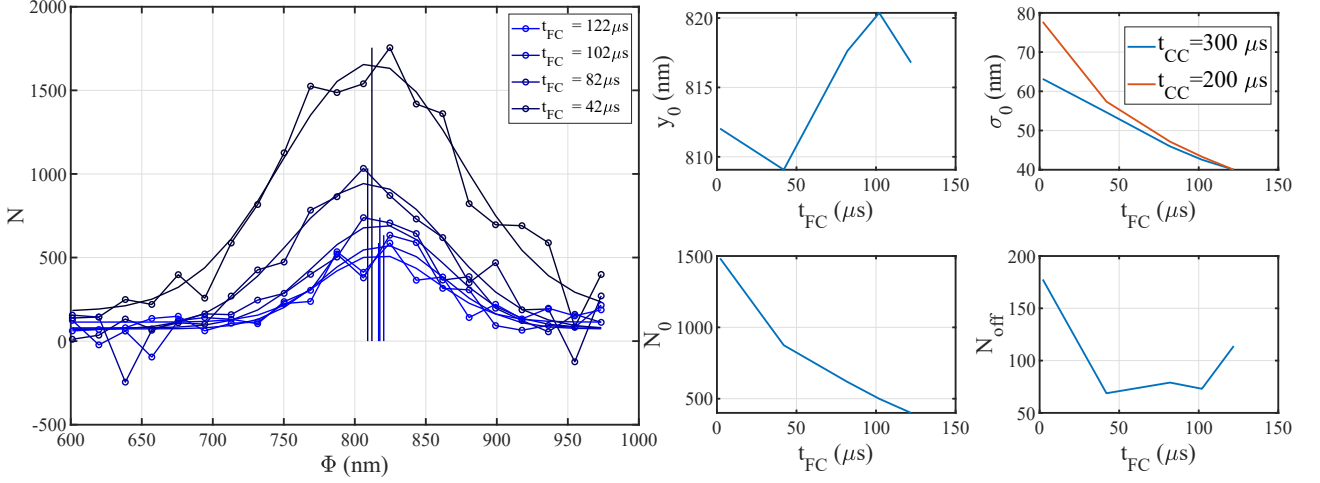 2000
1500
1000
500
0
-500
N
600
650
700
750
800
850
900
950
1000
Φ (nm)
t_FC = 122μs
t_FC = 102μs
t_FC = 82μs
t_FC = 42μs
820
815
810
y_0 (nm)
0
50
100
150
t_FC (μs)
80
70
60
50
40
σ_0 (nm)
t_CC=300 μs
t_CC=200 μs
0
50
100
150
t_FC (μs)
1500
1000
500
N_0
0
50
100
150
t_FC (μs)
200
150
100
50
N_off
0
50
100
150
t_FC (μs)